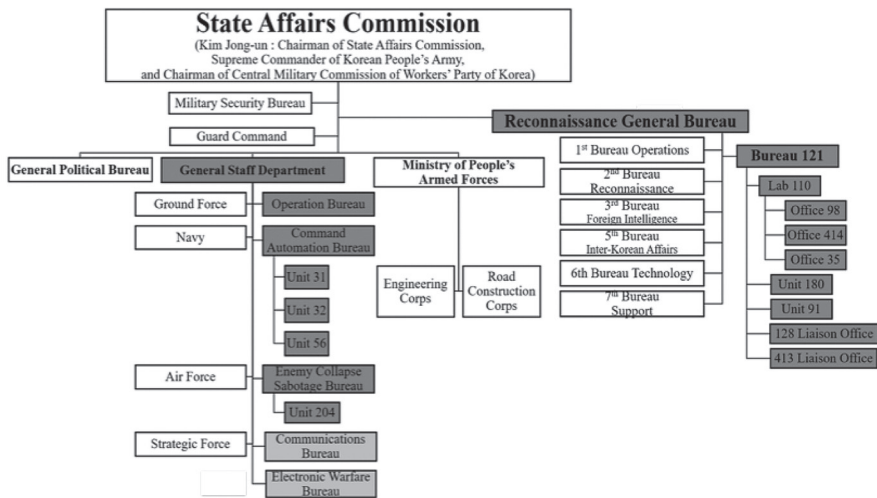 State Affairs Commission
(Kim Jong-un : Chairman of State Affairs Commission,
Supreme Commander of Korean People's Army,
and Chairman of Central Military Commission of Workers' Party of Korea)
Military Security Bureau
Guard Command
General Political Bureau
General Staff Department
Ground Force
Operation Bureau
Navy
Command
Automation Bureau
Unit 31
Unit 32
Unit 56
Air Force
Enemy Collapse
Sabotage Bureau
Unit 204
Strategic Force
Communications
Bureau
Electronic Warfare
Bureau
Ministry of People's
Armed Forces
Engineering
Corps
Road
Construction
Corps
Reconnaissance General Bureau
1st Bureau Operations
2nd Bureau
Reconnaissance
3rd Bureau
Foreign Intelligence
5th Bureau
Inter-Korean Affairs
6th Bureau Technology
7th Bureau
Support
Bureau 121
Lab 110
Office 98
Office 414
Office 35
Unit 180
Unit 91
128 Liaison Office
413 Liaison Office